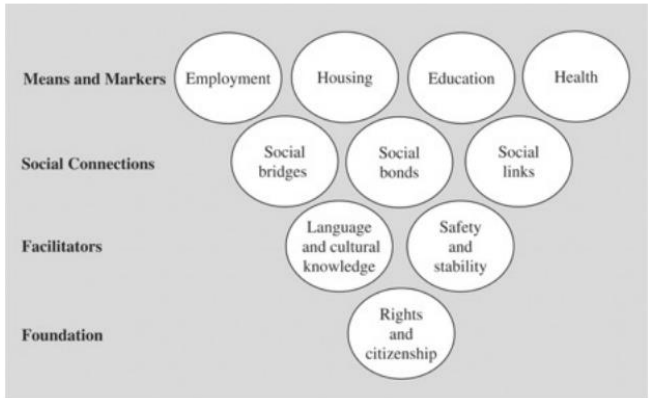 Means and Markers
Employment
Housing
Education
Health
Social Connections
Social
bridges
Social
bonds
Social
links
Facilitators
Language
and cultural
knowledge
Safety
and
stability
Foundation
Rights
and
citizenship